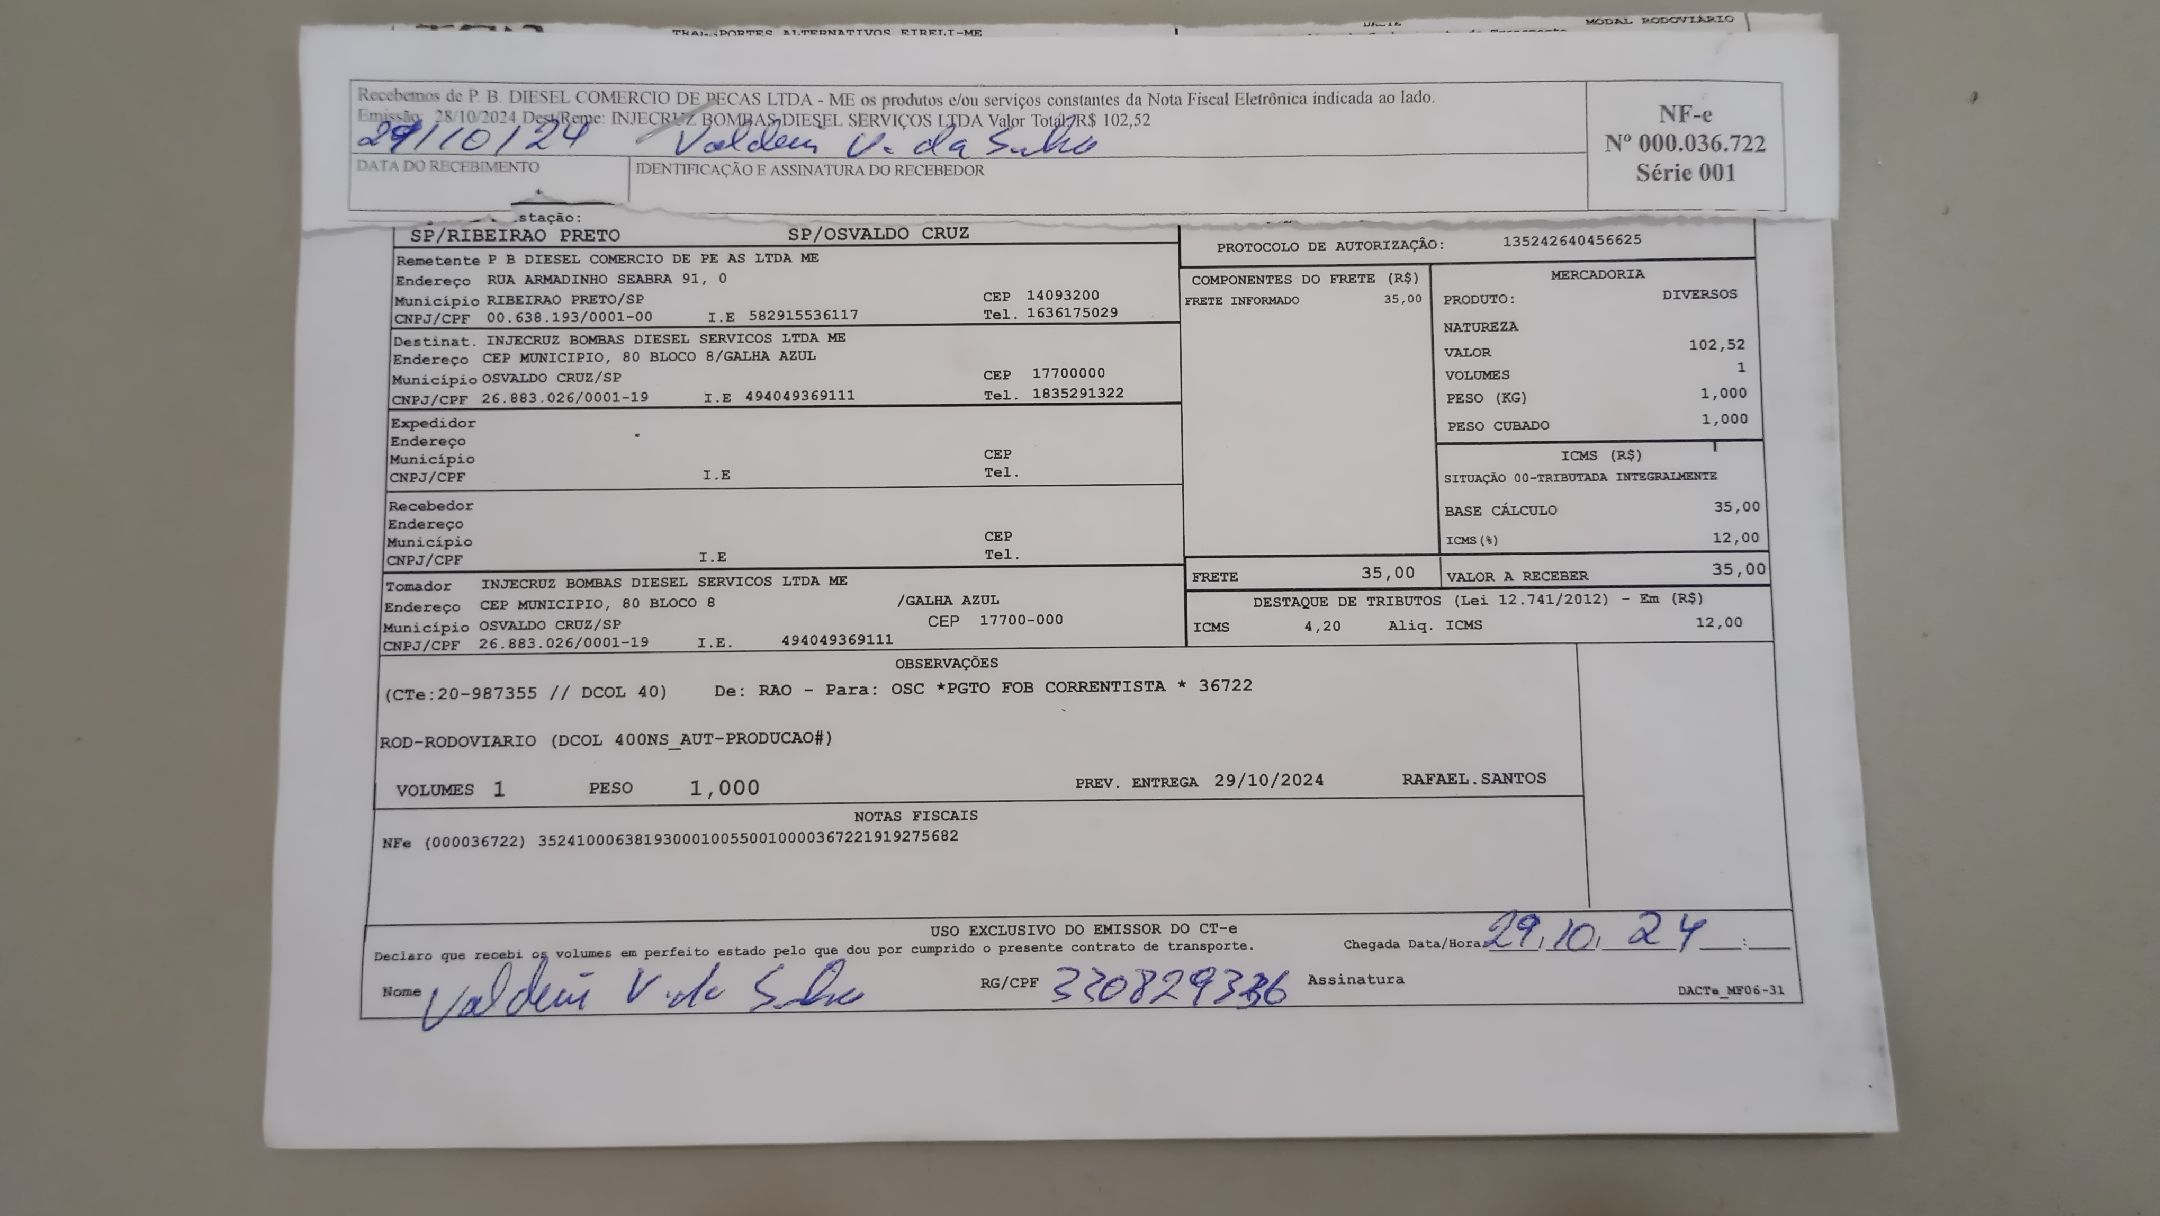 TRANSPORTES ALTERNATIVOS EIRELI-ME
MODAL RODOVIÁRIO
Recebemos de P. B. DIESEL COMERCIO DE PECAS LTDA - ME os produtos e/ou serviços constantes da Nota Fiscal Eletrônica indicada ao lado.
Emissão: 28/10/2024 Dest/Reme: INJECRUZ BOMBAS DIESEL SERVIÇOS LTDA Valor Total: R$ 102,52
29/10/24 Valdeir V. da Silva
DATA DO RECEBIMENTO IDENTIFICAÇÃO E ASSINATURA DO RECEBEDOR
NF-e
Nº 000.036.722
Série 001
stação:
SP/RIBEIRAO PRETO SP/OSVALDO CRUZ
PROTOCOLO DE AUTORIZAÇÃO: 135242640456625
Remetente P B DIESEL COMERCIO DE PE AS LTDA ME
Endereço RUA ARMADINHO SEABRA 91, 0
Município RIBEIRAO PRETO/SP CEP 14093200
CNPJ/CPF 00.638.193/0001-00 I.E 582915536117 Tel. 1636175029
Destinat. INJECRUZ BOMBAS DIESEL SERVICOS LTDA ME
Endereço CEP MUNICIPIO, 80 BLOCO 8/GALHA AZUL
Município OSVALDO CRUZ/SP CEP 17700000
CNPJ/CPF 26.883.026/0001-19 I.E 494049369111 Tel. 1835291322
Expedidor
Endereço
Município CEP
CNPJ/CPF I.E Tel.
Recebedor
Endereço
Município CEP
CNPJ/CPF I.E Tel.
Tomador INJECRUZ BOMBAS DIESEL SERVICOS LTDA ME
Endereço CEP MUNICIPIO, 80 BLOCO 8 /GALHA AZUL
Município OSVALDO CRUZ/SP CEP 17700-000
CNPJ/CPF 26.883.026/0001-19 I.E. 494049369111
COMPONENTES DO FRETE (R$)
FRETE INFORMADO 35,00
MERCADORIA
PRODUTO: DIVERSOS
NATUREZA
VALOR 102,52
VOLUMES 1
PESO (KG) 1,000
PESO CUBADO 1,000
ICMS (R$)
SITUAÇÃO 00-TRIBUTADA INTEGRALMENTE
BASE CÁLCULO 35,00
ICMS(%) 12,00
FRETE 35,00 VALOR A RECEBER 35,00
DESTAQUE DE TRIBUTOS (Lei 12.741/2012) - Em (R$)
ICMS 4,20 Aliq. ICMS 12,00
OBSERVAÇÕES
(CTe:20-987355 // DCOL 40) De: RAO - Para: OSC *PGTO FOB CORRENTISTA * 36722
ROD-RODOVIARIO (DCOL 400NS_AUT-PRODUCAO#)
VOLUMES 1 PESO 1,000 PREV. ENTREGA 29/10/2024 RAFAEL.SANTOS
NOTAS FISCAIS
NFe (000036722) 35241000638193000100550010000367221919275682
USO EXCLUSIVO DO EMISSOR DO CT-e
Declaro que recebi os volumes em perfeito estado pelo que dou por cumprido o presente contrato de transporte. Chegada Data/Hora 29, 10, 24 :
Nome Valdeir V. da Silva RG/CPF 330829336 Assinatura
DACTe_MF06-31